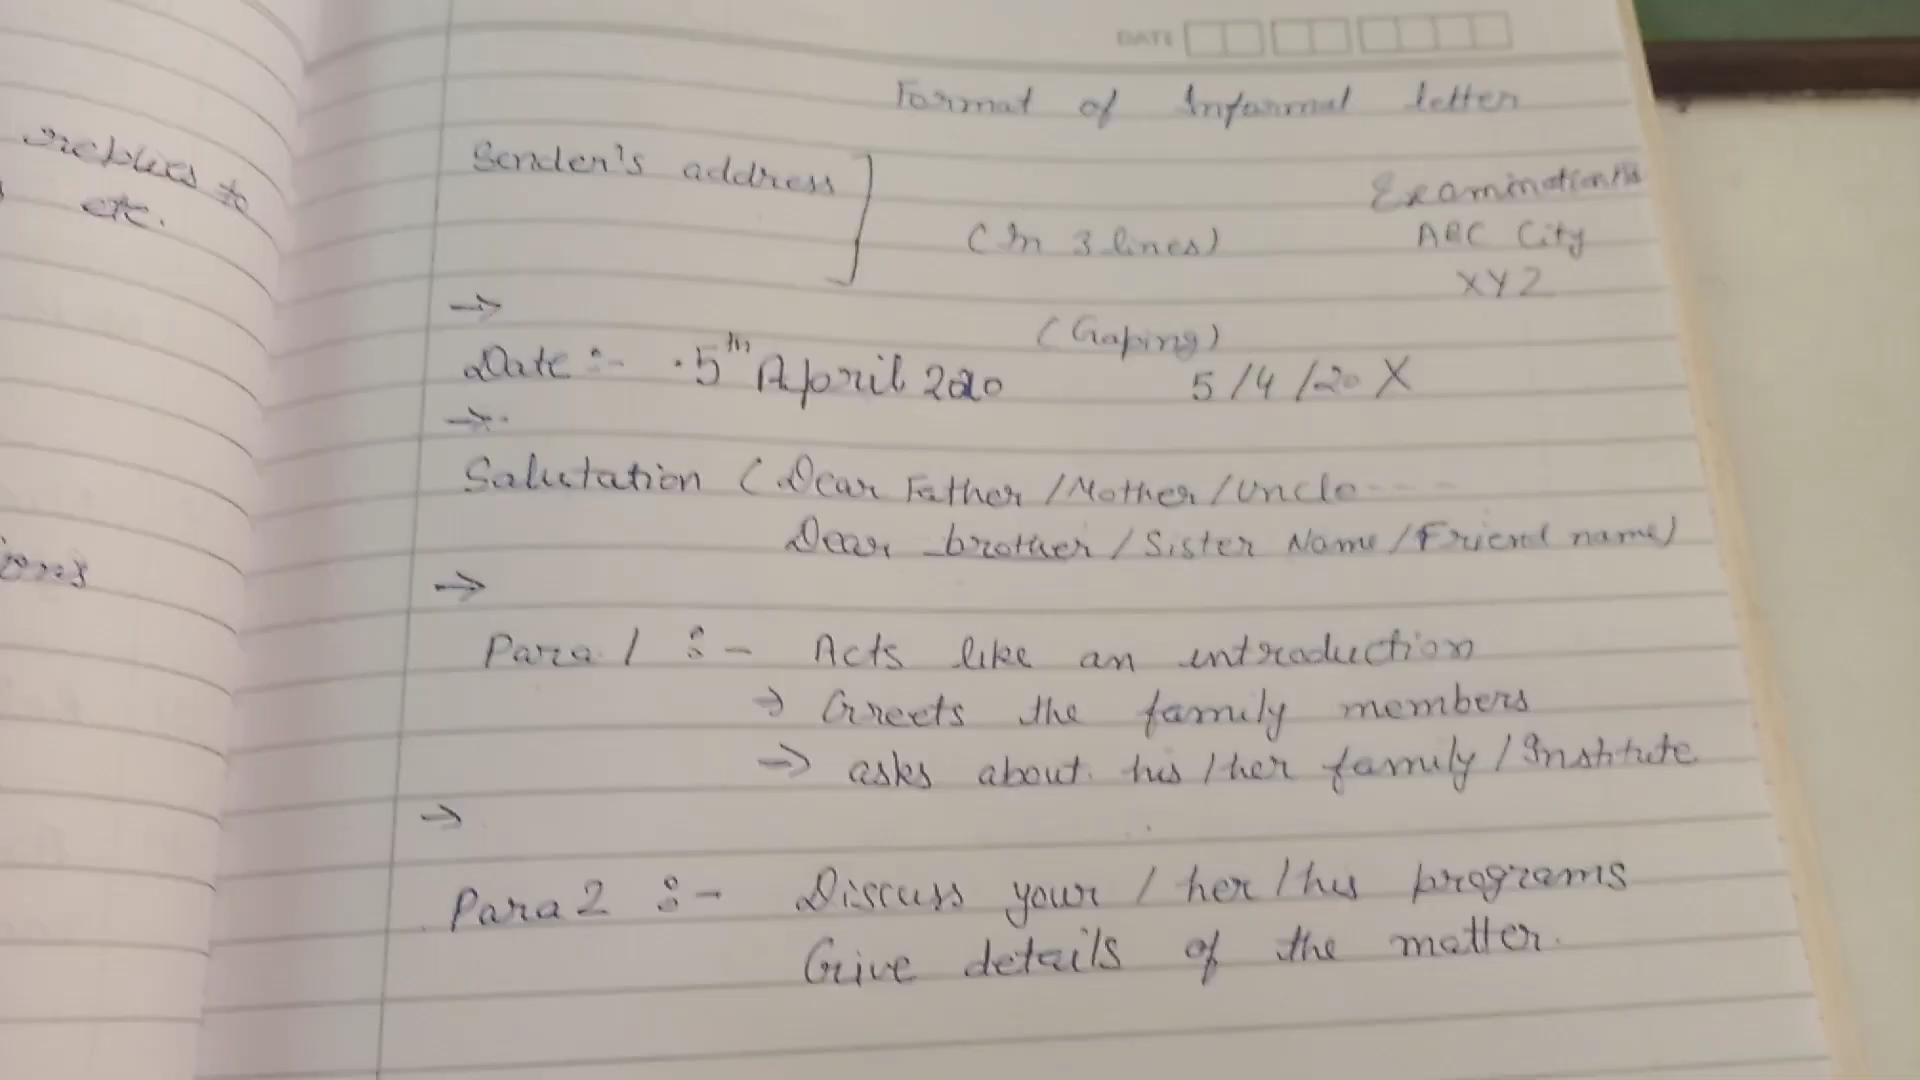 DATE
Format of Informal letter
Sender's address
(In 3 lines)
Examination
ABC City
XYZ
→
(Gaping)
Date :- 5th April 2020 5/4/20 X
→
Salutation (Dear Father /Mother /Uncle ----
Dear brother / Sister Name / Friend name)
→
Para 1 :- Acts like an introduction
→ Greets the family members
→ asks about his /her family / Institute
→
Para 2 :- Discuss your / her / his programs
Give details of the matter.
to
etc.